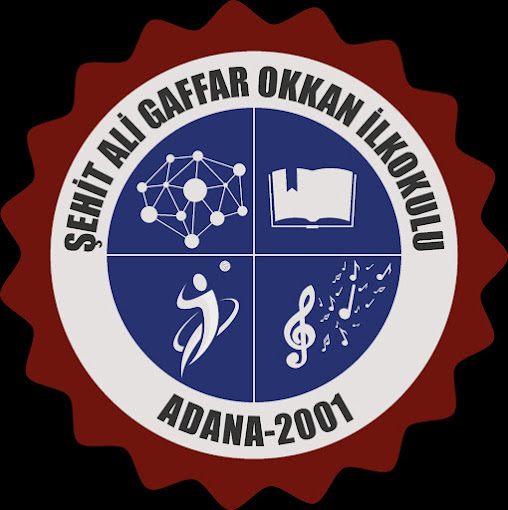 ŞEHİT ALİ GAFFAR OKKAN İLKOKULU
ADANA-2001